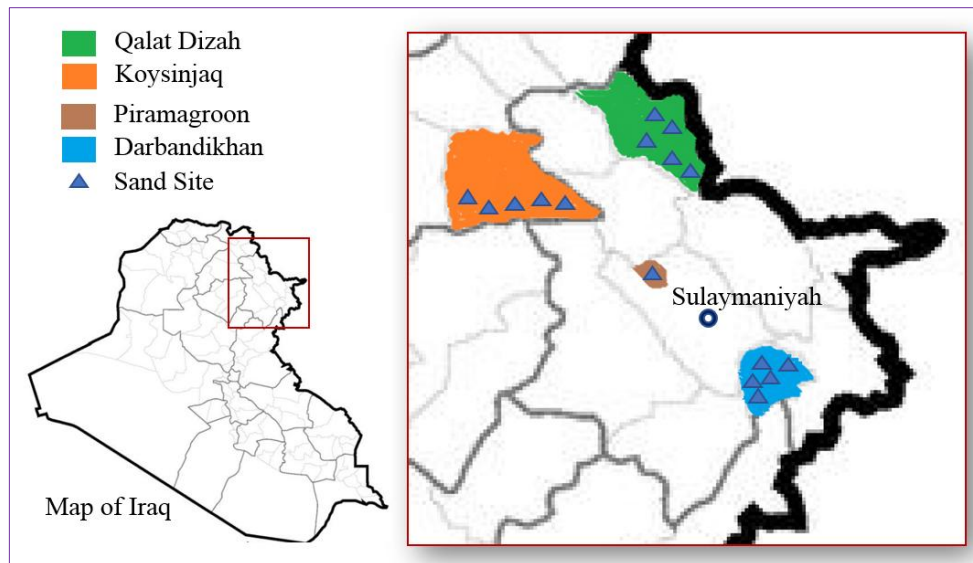 Qalat Dizah
Koysinjaq
Piramagroon
Darbandikhan
Sand Site
Map of Iraq
Sulaymaniyah